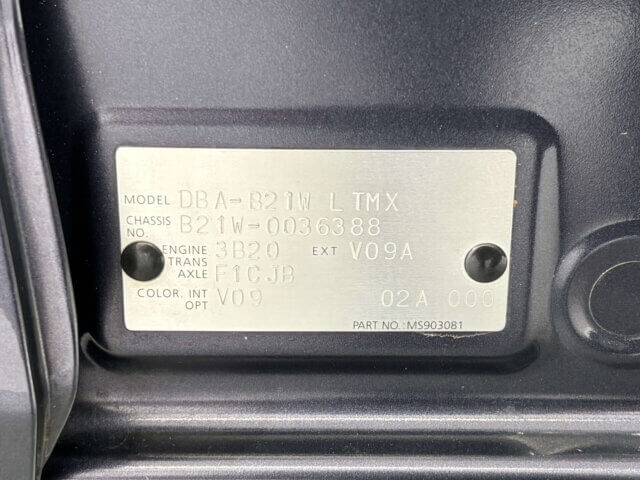 MODEL DBA-B21W LTMX
CHASSIS NO. B21W-0036388
ENGINE 3B20 EXT V09A
TRANS AXLE F1CJB
COLOR. INT OPT V09 02A 000
PART NO.: MS903081